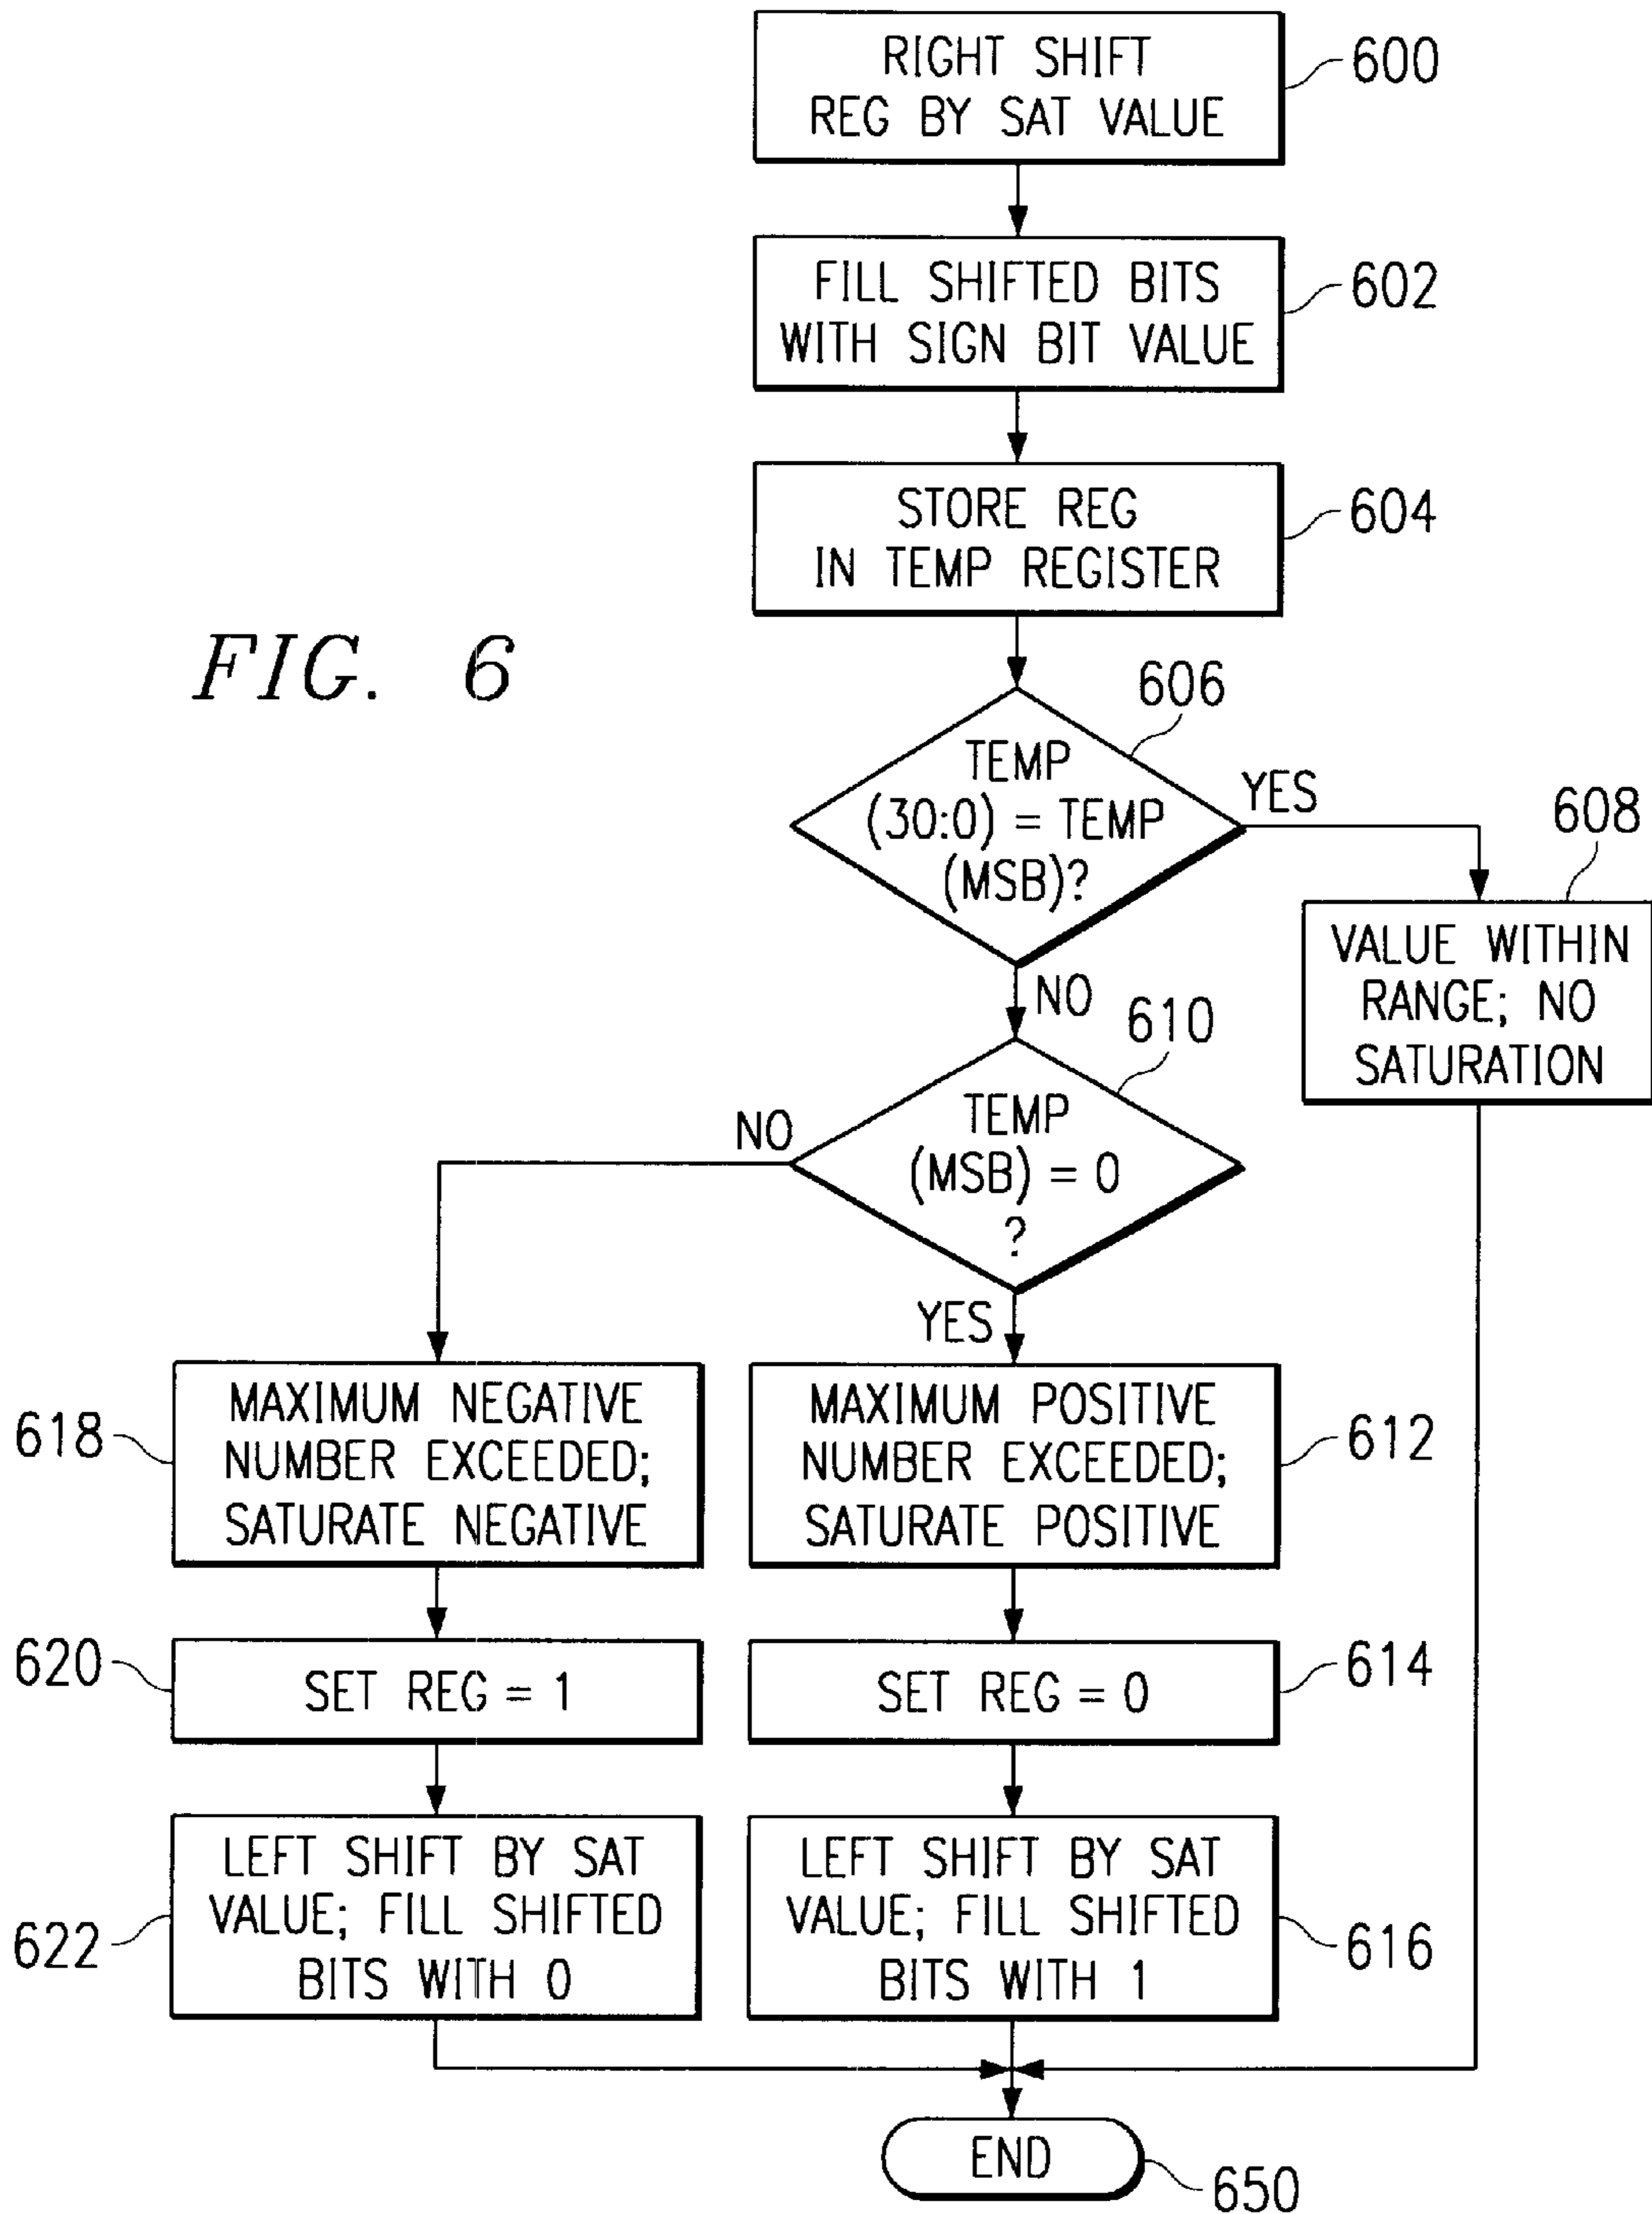 RIGHT SHIFT
REG BY SAT VALUE
600
FILL SHIFTED BITS
WITH SIGN BIT VALUE
602
STORE REG
IN TEMP REGISTER
604
FIG. 6
606
TEMP
(30:0) = TEMP
(MSB)?
YES
608
VALUE WITHIN
RANGE; NO
SATURATION
NO
610
TEMP
(MSB) = 0
?
NO
YES
618
MAXIMUM NEGATIVE
NUMBER EXCEEDED;
SATURATE NEGATIVE
MAXIMUM POSITIVE
NUMBER EXCEEDED;
SATURATE POSITIVE
612
620
SET REG = 1
SET REG = 0
614
622
LEFT SHIFT BY SAT
VALUE; FILL SHIFTED
BITS WITH 0
LEFT SHIFT BY SAT
VALUE; FILL SHIFTED
BITS WITH 1
616
END
650